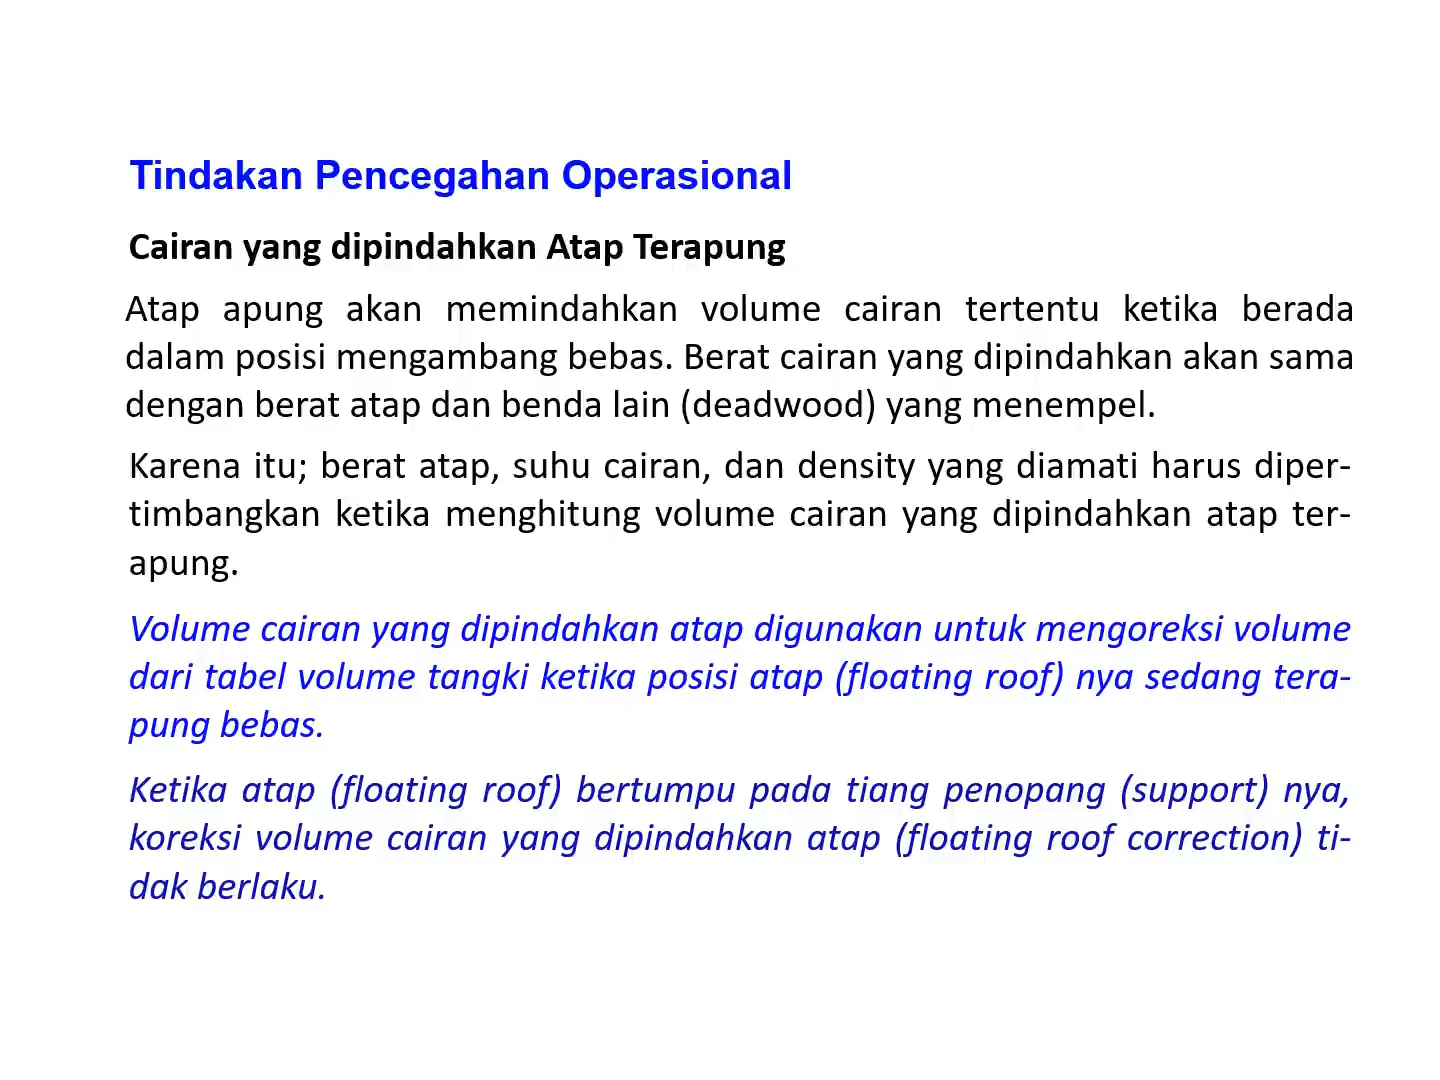 Tindakan Pencegahan Operasional
Cairan yang dipindahkan Atap Terapung
Atap apung akan memindahkan volume cairan tertentu ketika berada
dalam posisi mengambang bebas. Berat cairan yang dipindahkan akan sama
dengan berat atap dan benda lain (deadwood) yang menempel.
Karena itu; berat atap, suhu cairan, dan density yang diamati harus diper-
timbangkan ketika menghitung volume cairan yang dipindahkan atap ter-
apung.
Volume cairan yang dipindahkan atap digunakan untuk mengoreksi volume
dari tabel volume tangki ketika posisi atap (floating roof) nya sedang tera-
pung bebas.
Ketika atap (floating roof) bertumpu pada tiang penopang (support) nya,
koreksi volume cairan yang dipindahkan atap (floating roof correction) ti-
dak berlaku.